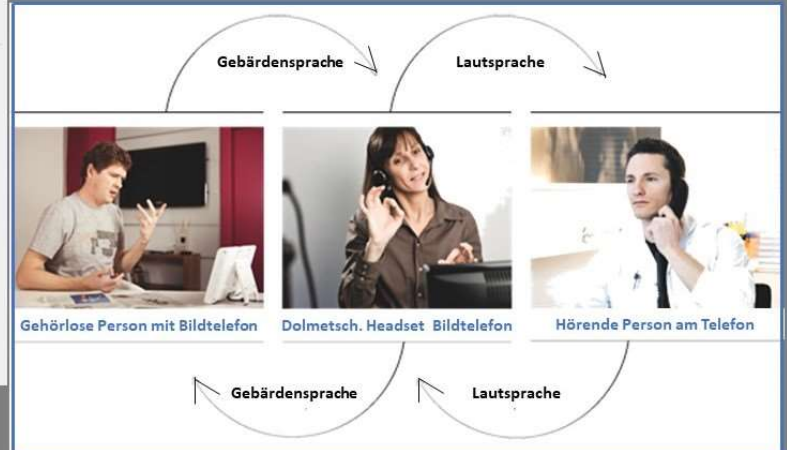 Gebärdensprache
Lautsprache
Gehörlose Person mit Bildtelefon
Dolmetsch. Headset Bildtelefon
Hörende Person am Telefon
Gebärdensprache
Lautsprache